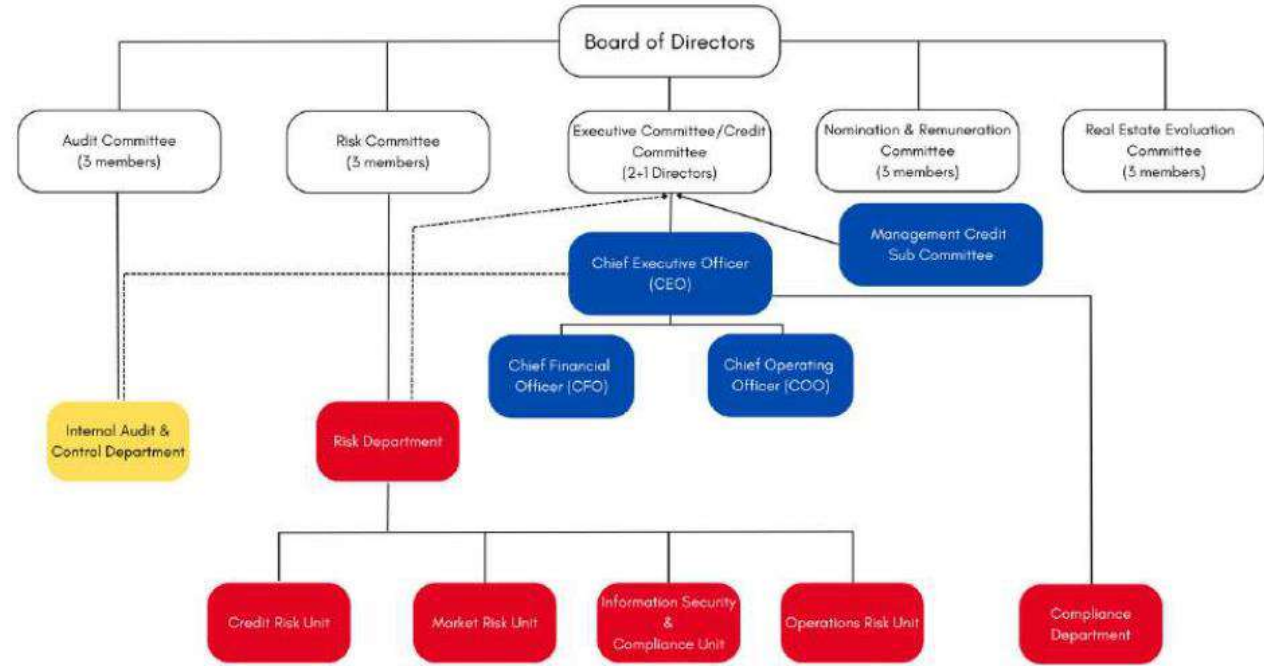 Board of Directors
Audit Committee
(3 members)
Risk Committee
(3 members)
Executive Committee/Credit
Committee
(2+1 Directors)
Nomination & Remuneration
Committee
(3 members)
Real Estate Evaluation
Committee
(3 members)
Management Credit
Sub Committee
Chief Executive Officer
(CEO)
Chief Financial
Officer (CFO)
Chief Operating
Officer (COO)
Internal Audit &
Control Department
Risk Department
Credit Risk Unit
Market Risk Unit
Information Security
&
Compliance Unit
Operations Risk Unit
Compliance
Department